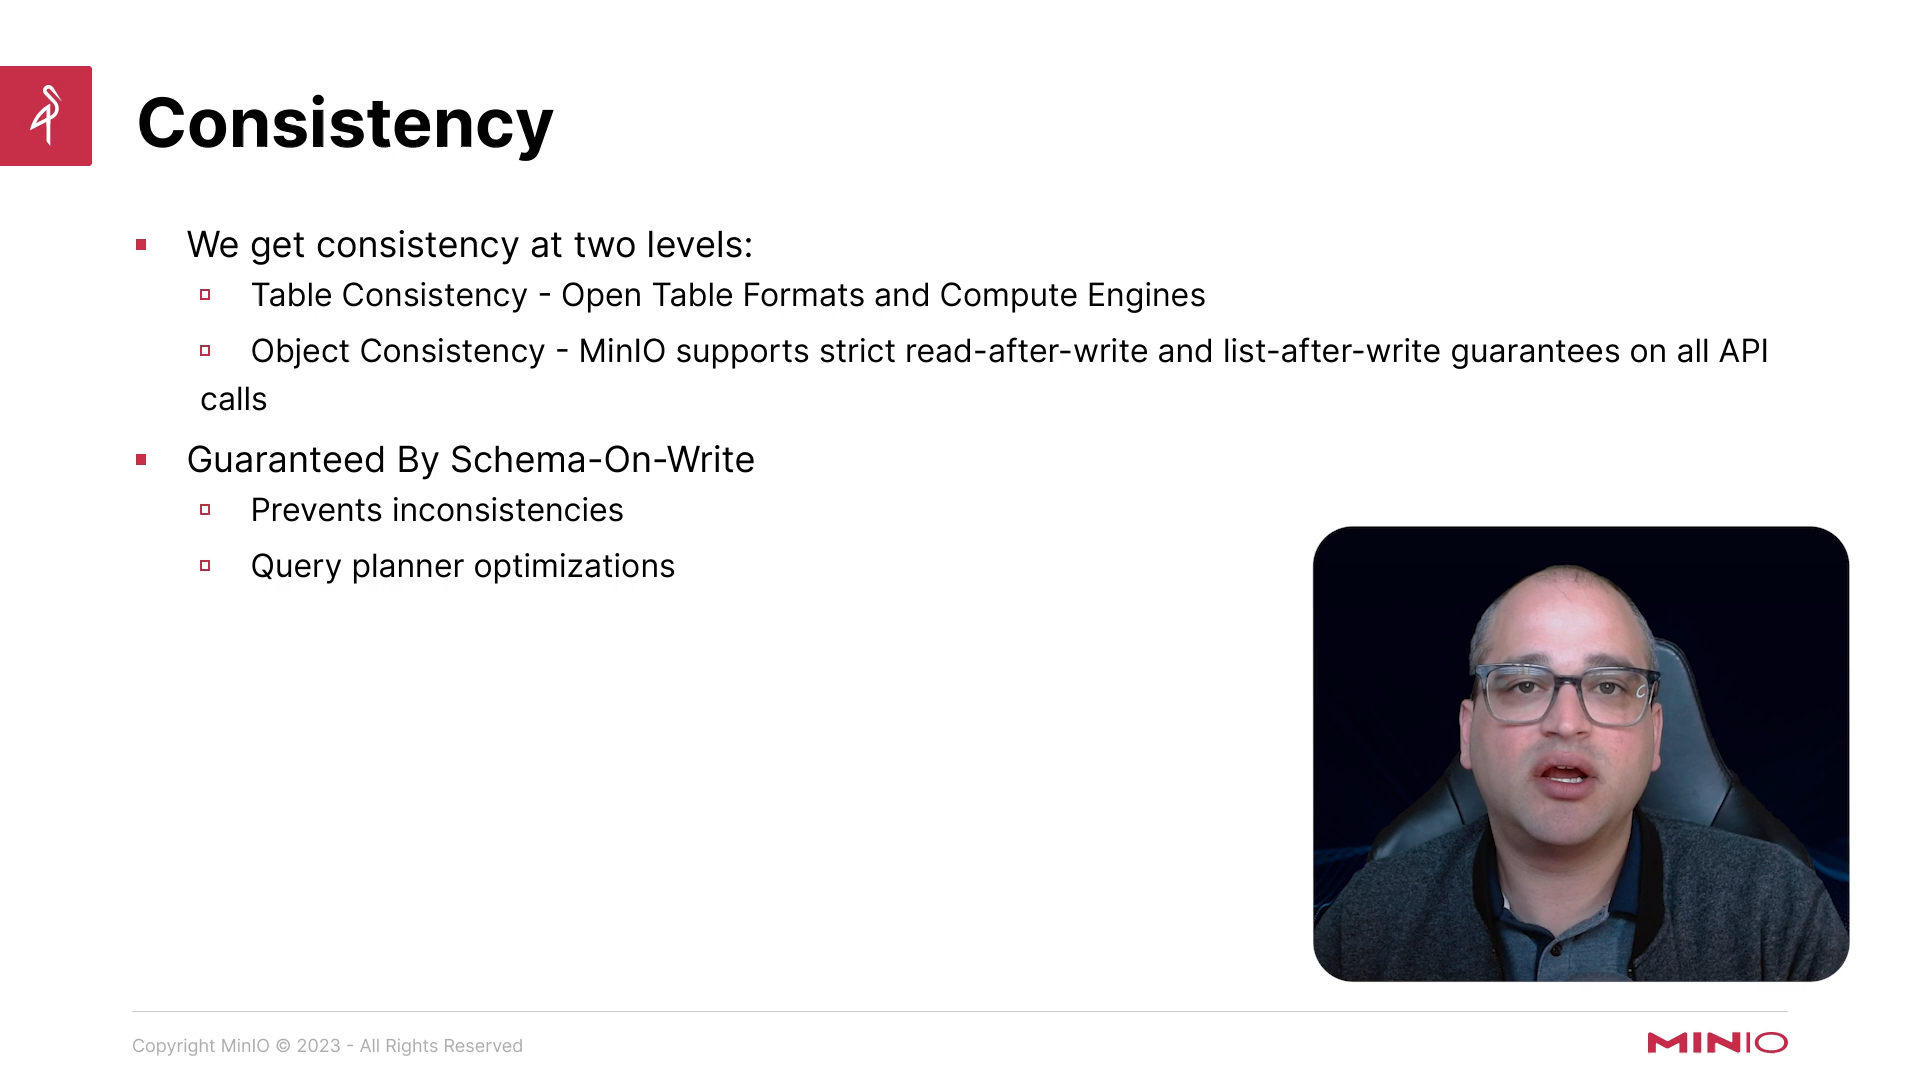 Consistency
We get consistency at two levels:
Table Consistency - Open Table Formats and Compute Engines
Object Consistency - MinIO supports strict read-after-write and list-after-write guarantees on all API
calls
Guaranteed By Schema-On-Write
Prevents inconsistencies
Query planner optimizations
Copyright MinIO © 2023 - All Rights Reserved
MINIO